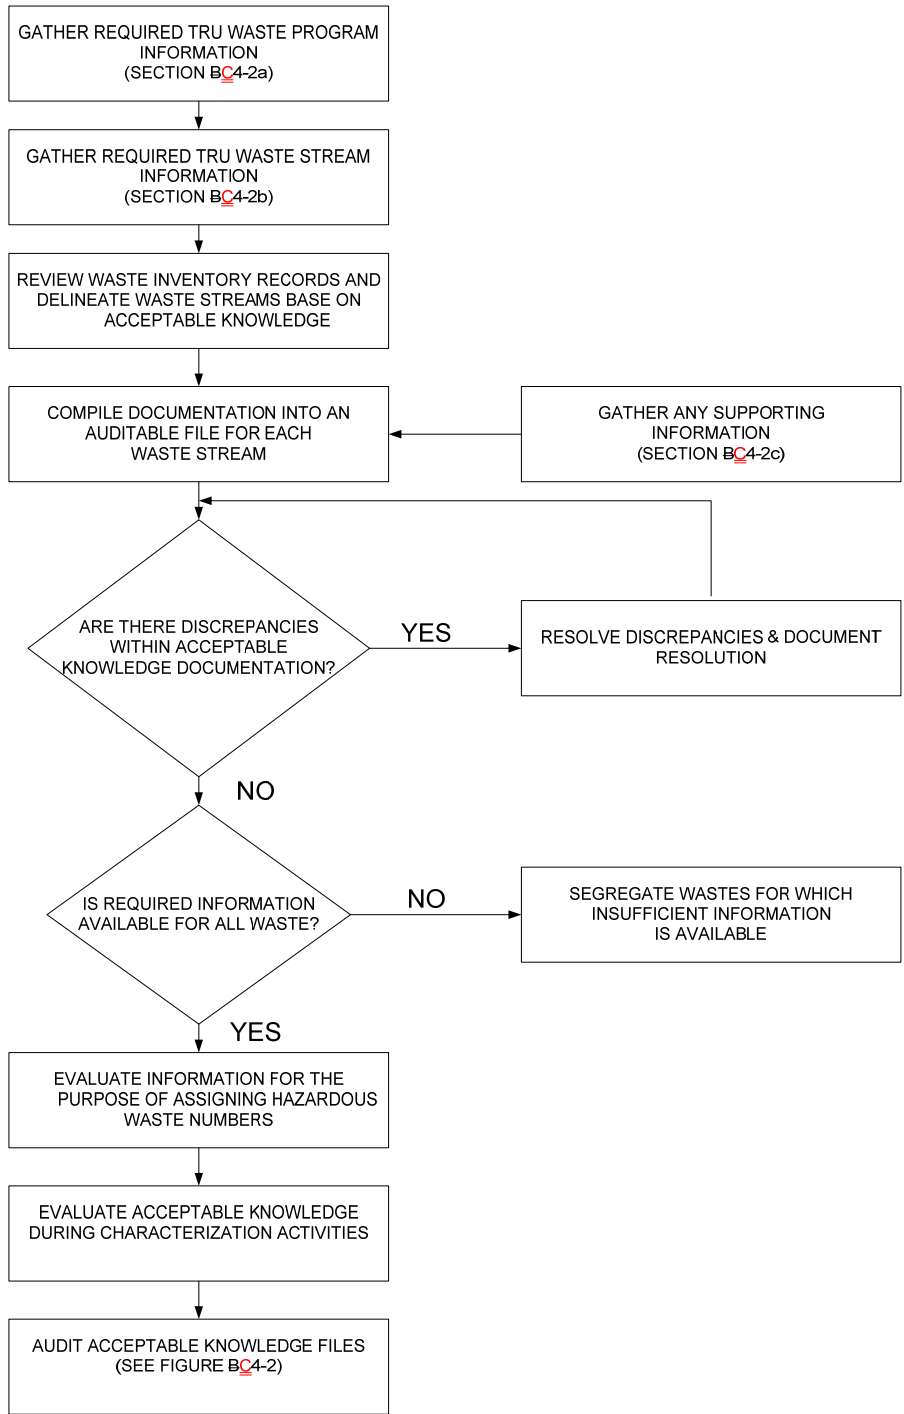 GATHER REQUIRED TRU WASTE PROGRAM
INFORMATION
(SECTION BC4-2a)
GATHER REQUIRED TRU WASTE STREAM
INFORMATION
(SECTION BC4-2b)
REVIEW WASTE INVENTORY RECORDS AND
DELINEATE WASTE STREAMS BASE ON
ACCEPTABLE KNOWLEDGE
COMPILE DOCUMENTATION INTO AN
AUDITABLE FILE FOR EACH
WASTE STREAM
GATHER ANY SUPPORTING
INFORMATION
(SECTION BC4-2c)
ARE THERE DISCREPANCIES
WITHIN ACCEPTABLE
KNOWLEDGE DOCUMENTATION?
YES
RESOLVE DISCREPANCIES & DOCUMENT
RESOLUTION
NO
IS REQUIRED INFORMATION
AVAILABLE FOR ALL WASTE?
NO
SEGREGATE WASTES FOR WHICH
INSUFFICIENT INFORMATION
IS AVAILABLE
YES
EVALUATE INFORMATION FOR THE
PURPOSE OF ASSIGNING HAZARDOUS
WASTE NUMBERS
EVALUATE ACCEPTABLE KNOWLEDGE
DURING CHARACTERIZATION ACTIVITIES
AUDIT ACCEPTABLE KNOWLEDGE FILES
(SEE FIGURE BC4-2)